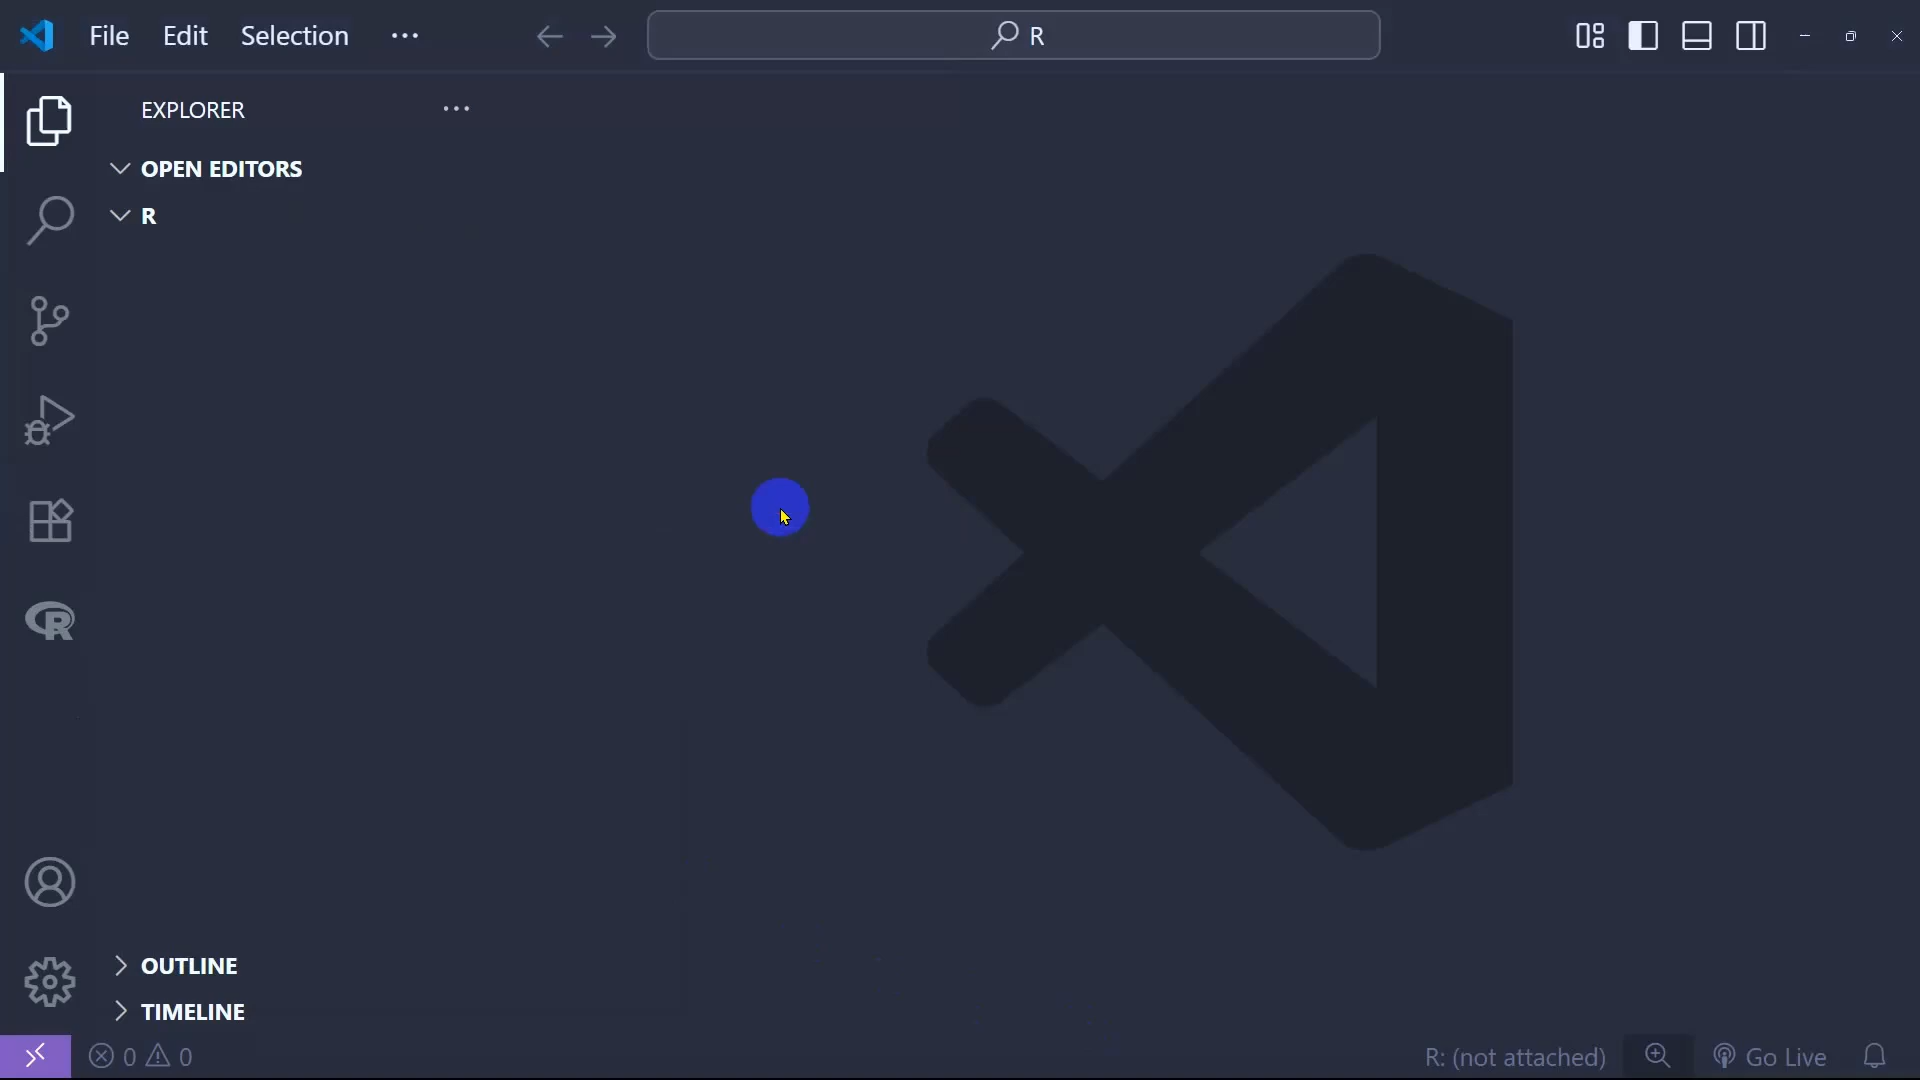 File Edit Selection ··· R
EXPLORER ···
OPEN EDITORS
R
OUTLINE
TIMELINE
0 0 R: (not attached) Go Live